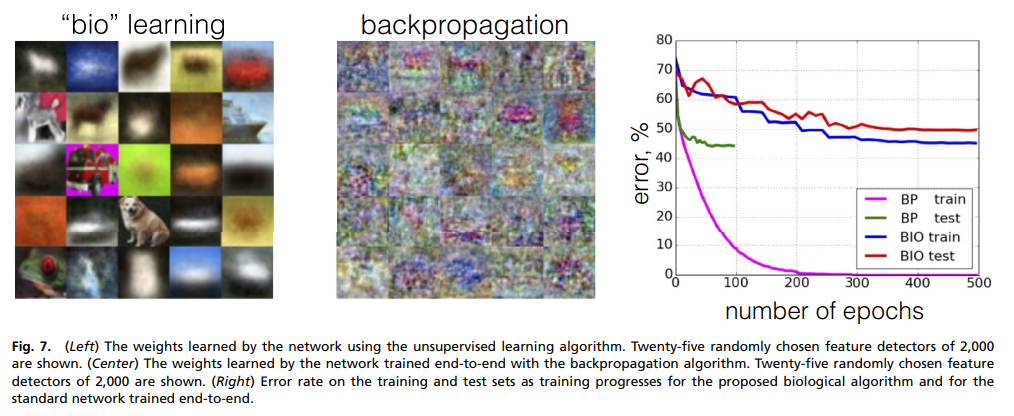 “bio” learning
backpropagation
80
70
60
50
40
30
20
10
0
error, %
BP train
BP test
BIO train
BIO test
0 100 200 300 400 500
number of epochs
Fig. 7. (Left) The weights learned by the network using the unsupervised learning algorithm. Twenty-five randomly chosen feature detectors of 2,000
are shown. (Center) The weights learned by the network trained end-to-end with the backpropagation algorithm. Twenty-five randomly chosen feature
detectors of 2,000 are shown. (Right) Error rate on the training and test sets as training progresses for the proposed biological algorithm and for the
standard network trained end-to-end.